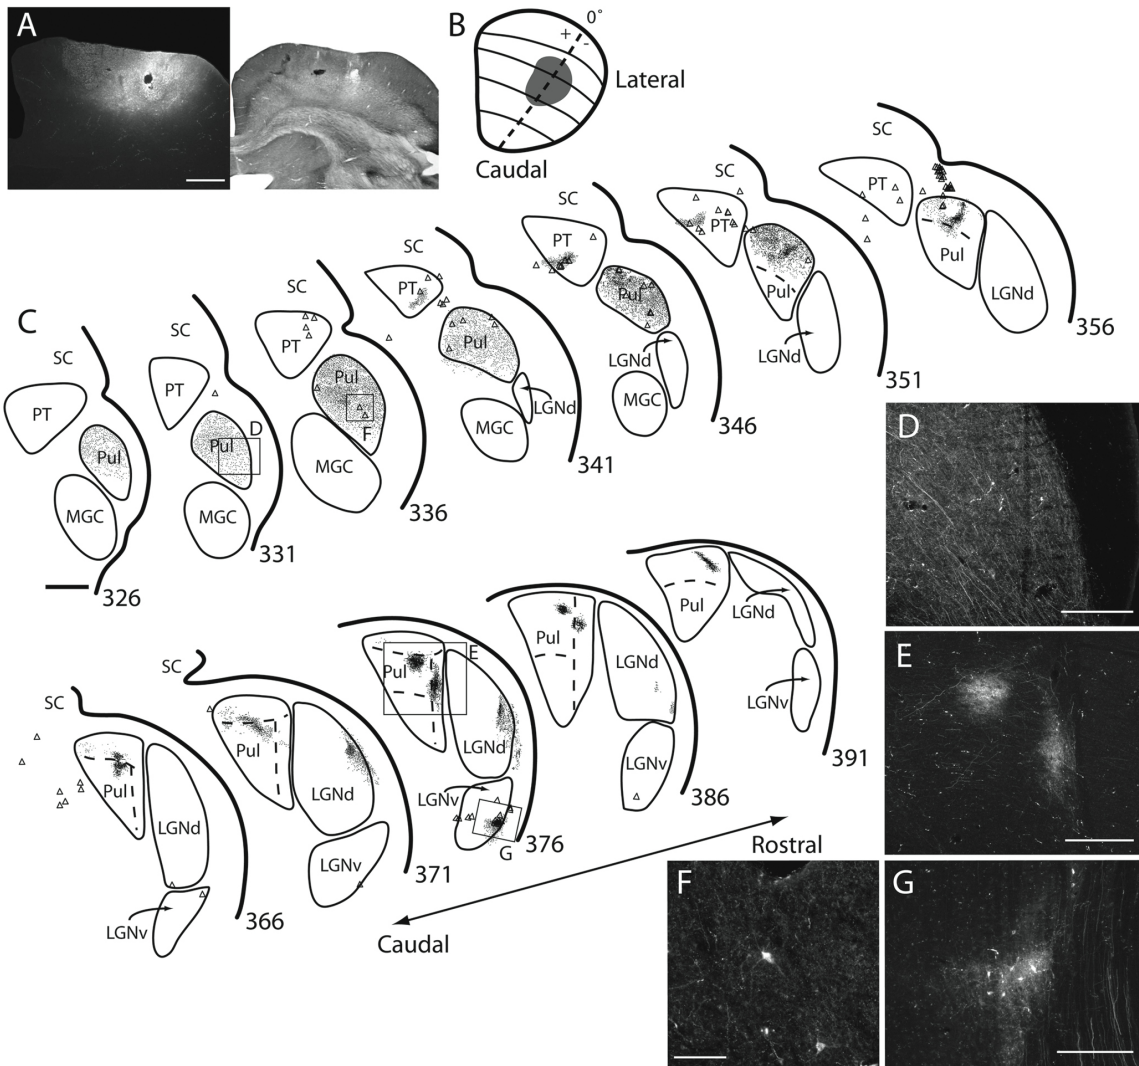 A
B
0°
+
-
Lateral
Caudal
SC
PT
Pul
LGNd
356
SC
PT
Pul
LGNd
351
SC
PT
Pul
LGNd
MGC
346
SC
PT
Pul
LGNd
MGC
341
SC
PT
Pul
F
MGC
336
C
SC
PT
Pul
D
MGC
331
SC
PT
Pul
MGC
326
D
Pul
LGNd
LGNv
391
Pul
LGNd
LGNv
386
E
Pul
LGNd
LGNv
G
376
SC
Pul
LGNd
LGNv
371
SC
Pul
LGNd
LGNv
366
Rostral
Caudal
E
F
G